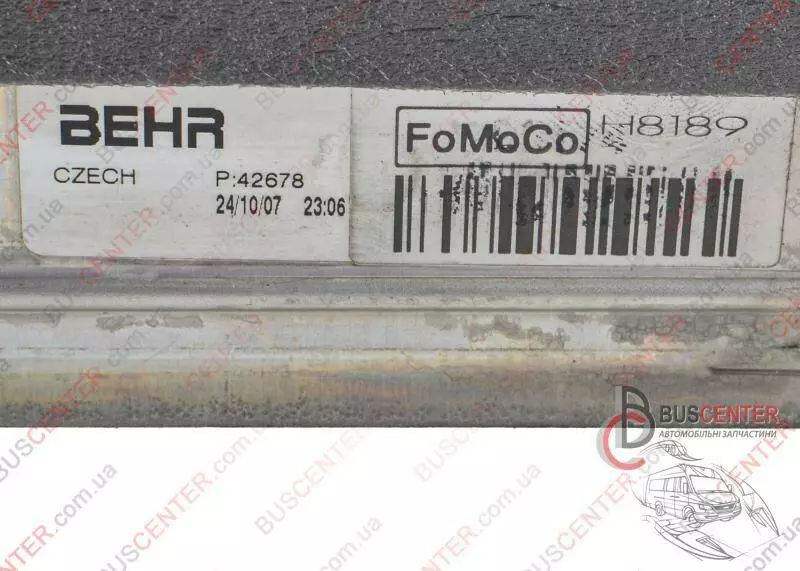 BEHR
CZECH P:42678
24/10/07 23:06
FoMoCo H8189
BUSCENTER
АВТОМОБІЛЬНІ ЗАПЧАСТИНИ
BUSCENTER.com.ua